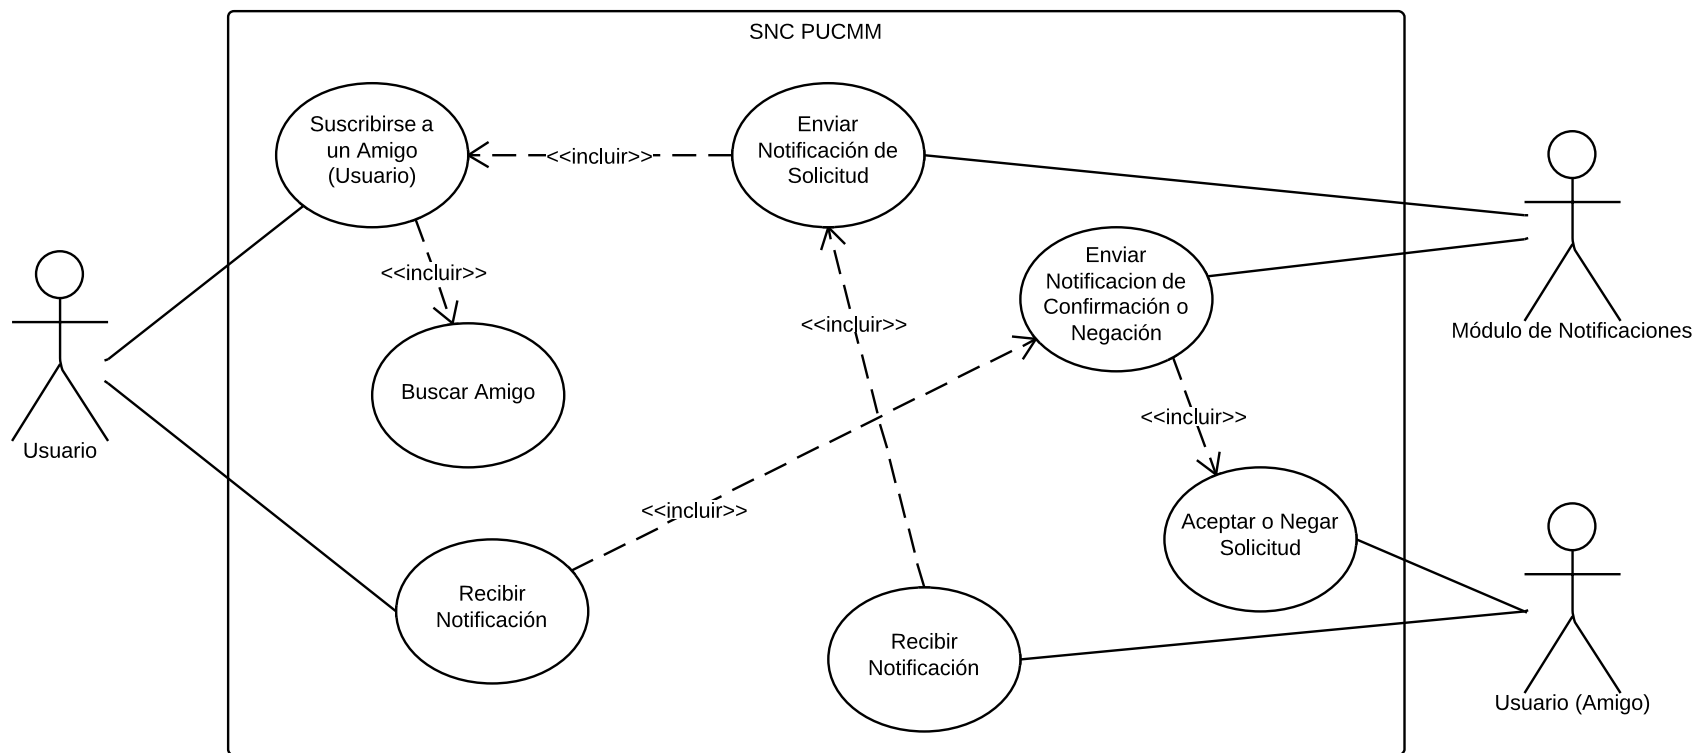 SNC PUCMM
Suscribirse a
un Amigo
(Usuario)
<<incluir>>
Enviar
Notificación de
Solicitud
<<incluir>>
Buscar Amigo
<<incluir>>
Enviar
Notificacion de
Confirmación o
Negación
Módulo de Notificaciones
<<incluir>>
Usuario
<<incluir>>
Aceptar o Negar
Solicitud
Recibir
Notificación
Recibir
Notificación
Usuario (Amigo)